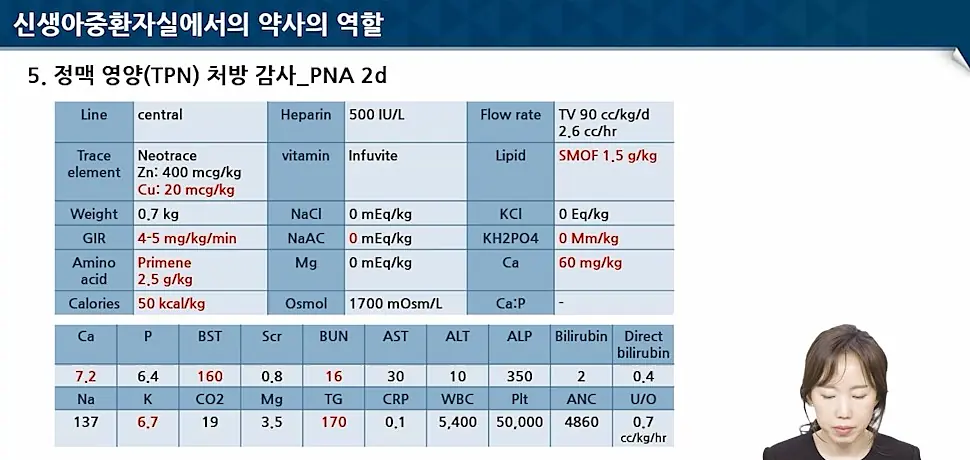 신생아중환자실에서의 약사의 역할
5. 정맥 영양(TPN) 처방 감사_PNA 2d
Line central Heparin 500 IU/L Flow rate TV 90 cc/kg/d
2.6 cc/hr
Trace element Neotrace vitamin Infuvite Lipid SMOF 1.5 g/kg
Zn: 400 mcg/kg
Cu: 20 mcg/kg
Weight 0.7 kg NaCl 0 mEq/kg KCl 0 Eq/kg
GIR 4-5 mg/kg/min NaAC 0 mEq/kg KH2PO4 0 Mm/kg
Amino acid Primene Mg 0 mEq/kg Ca 60 mg/kg
2.5 g/kg
Calories 50 kcal/kg Osmol 1700 mOsm/L Ca:P -
Ca P BST Scr BUN AST ALT ALP Bilirubin Direct bilirubin
7.2 6.4 160 0.8 16 30 10 350 2 0.4
Na K CO2 Mg TG CRP WBC Plt ANC U/O
137 6.7 19 3.5 170 0.1 5,400 50,000 4860 0.7
cc/kg/hr